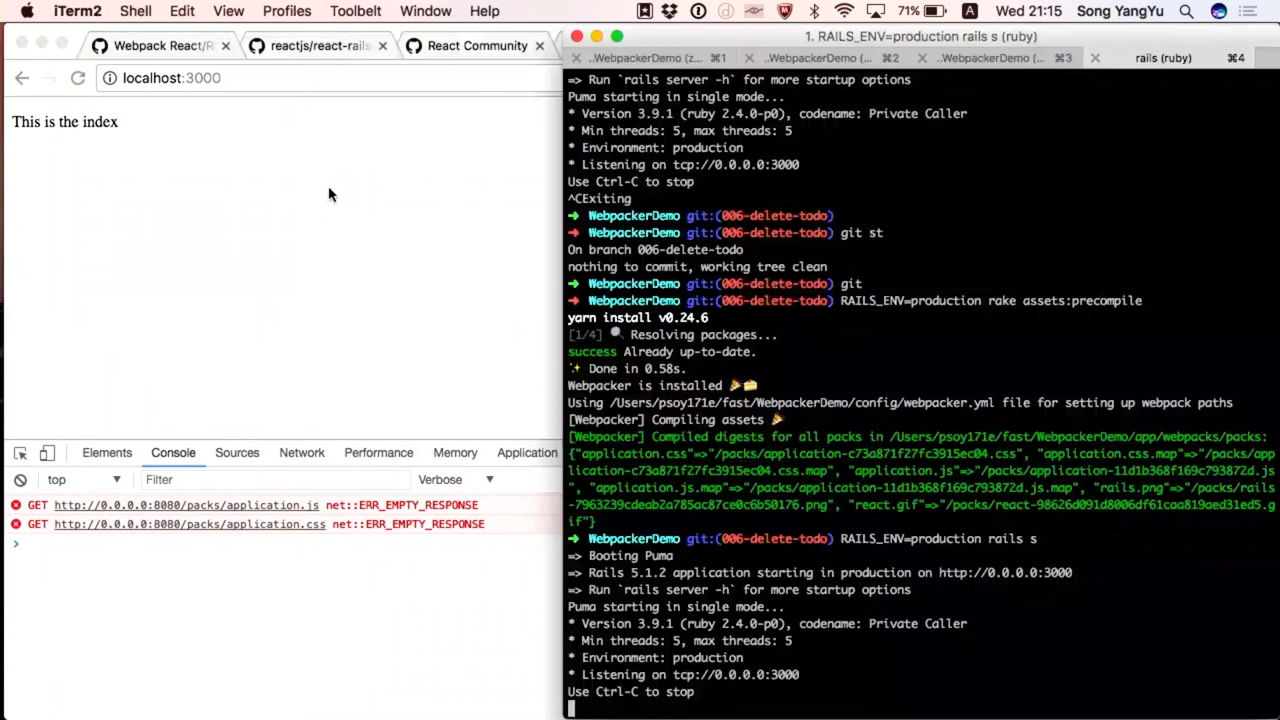 iTerm2 Shell Edit View Profiles Toolbelt Window Help 71% A Wed 21:15 Song YangYu
Webpack React/R
reactjs/react-rails
React Community
localhost:3000
This is the index
Elements Console Sources Network Performance Memory Application
top Filter Verbose
GET http://0.0.0.0:8080/packs/application.js net::ERR_EMPTY_RESPONSE
GET http://0.0.0.0:8080/packs/application.css net::ERR_EMPTY_RESPONSE
>
1. RAILS_ENV=production rails s (ruby)
..WebpackerDemo (z... ⌘1 ..WebpackerDemo (... ⌘2 ..WebpackerDemo (... ⌘3 rails (ruby) ⌘4
=> Run `rails server -h` for more startup options
Puma starting in single mode...
* Version 3.9.1 (ruby 2.4.0-p0), codename: Private Caller
* Min threads: 5, max threads: 5
* Environment: production
* Listening on tcp://0.0.0.0:3000
Use Ctrl-C to stop
^CExiting
➜ WebpackerDemo git:(006-delete-todo)
➜ WebpackerDemo git:(006-delete-todo) git st
On branch 006-delete-todo
nothing to commit, working tree clean
➜ WebpackerDemo git:(006-delete-todo) git
➜ WebpackerDemo git:(006-delete-todo) RAILS_ENV=production rake assets:precompile
yarn install v0.24.6
[1/4] 🔍 Resolving packages...
success Already up-to-date.
✨ Done in 0.58s.
Webpacker is installed 🎉🍰
Using /Users/psoy171e/fast/WebpackerDemo/config/webpacker.yml file for setting up webpack paths
[Webpacker] Compiling assets 🎉
[Webpacker] Compiled digests for all packs in /Users/psoy171e/fast/WebpackerDemo/app/webpacks/packs:
{"application.css"=>"/packs/application-c73a871f27fc3915ec04.css", "application.css.map"=>"/packs/app
lication-c73a871f27fc3915ec04.css.map", "application.js"=>"/packs/application-11d1b368f169c793872d.js
", "application.js.map"=>"/packs/application-11d1b368f169c793872d.js.map", "rails.png"=>"/packs/rails
-7963239cdeab2a785ac87ce0c6b50176.png", "react.gif"=>"/packs/react-98626d091d8006df61caa819aed31ed5.g
if"}
➜ WebpackerDemo git:(006-delete-todo) RAILS_ENV=production rails s
=> Booting Puma
=> Rails 5.1.2 application starting in production on http://0.0.0.0:3000
=> Run `rails server -h` for more startup options
Puma starting in single mode...
* Version 3.9.1 (ruby 2.4.0-p0), codename: Private Caller
* Min threads: 5, max threads: 5
* Environment: production
* Listening on tcp://0.0.0.0:3000
Use Ctrl-C to stop